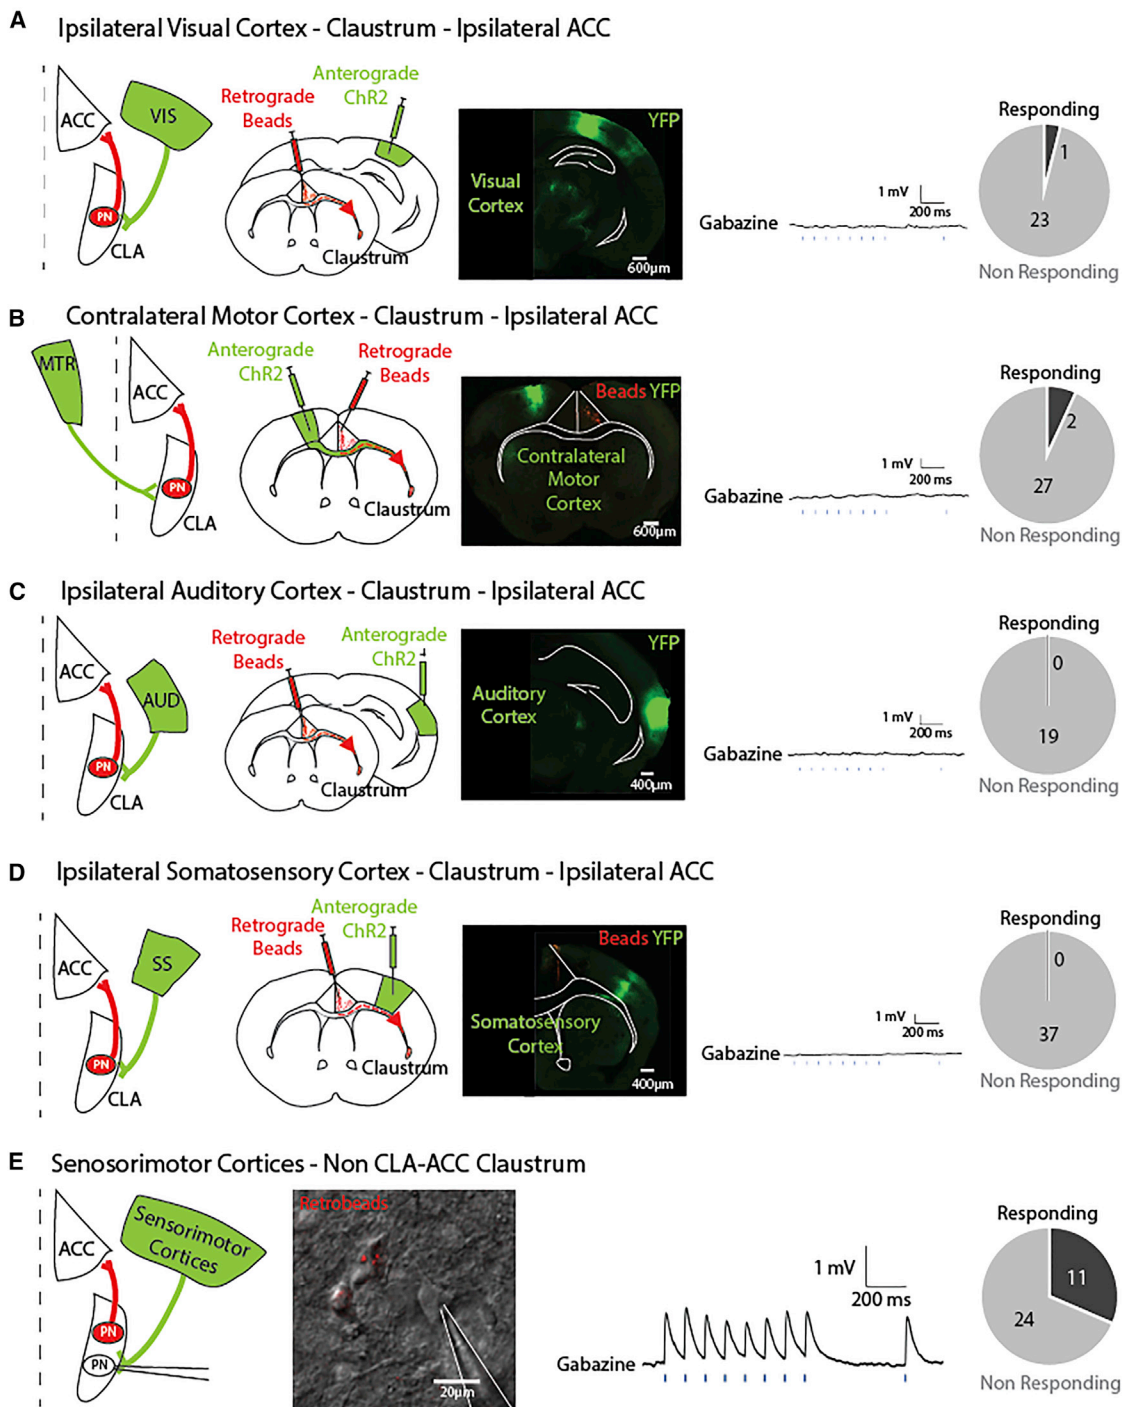 A
Ipsilateral Visual Cortex - Claustrum - Ipsilateral ACC
ACC
VIS
PN
CLA
Retrograde
Beads
Anterograde
ChR2
Claustrum
YFP
Visual
Cortex
600µm
Gabazine
1 mV
200 ms
Responding
1
23
Non Responding
B
Contralateral Motor Cortex - Claustrum - Ipsilateral ACC
MTR
ACC
PN
CLA
Anterograde
ChR2
Retrograde
Beads
Claustrum
Beads YFP
Contralateral
Motor
Cortex
600µm
Gabazine
1 mV
200 ms
Responding
2
27
Non Responding
C
Ipsilateral Auditory Cortex - Claustrum - Ipsilateral ACC
ACC
AUD
PN
CLA
Retrograde
Beads
Anterograde
ChR2
Claustrum
YFP
Auditory
Cortex
400µm
Gabazine
1 mV
200 ms
Responding
0
19
Non Responding
D
Ipsilateral Somatosensory Cortex - Claustrum - Ipsilateral ACC
ACC
SS
PN
CLA
Retrograde
Beads
Anterograde
ChR2
Claustrum
Beads YFP
Somatosensory
Cortex
400µm
Gabazine
1 mV
200 ms
Responding
0
37
Non Responding
E
Senosorimotor Cortices - Non CLA-ACC Claustrum
ACC
Sensorimotor
Cortices
PN
PN
CLA
Retrobeads
20µm
Gabazine
1 mV
200 ms
Responding
11
24
Non Responding